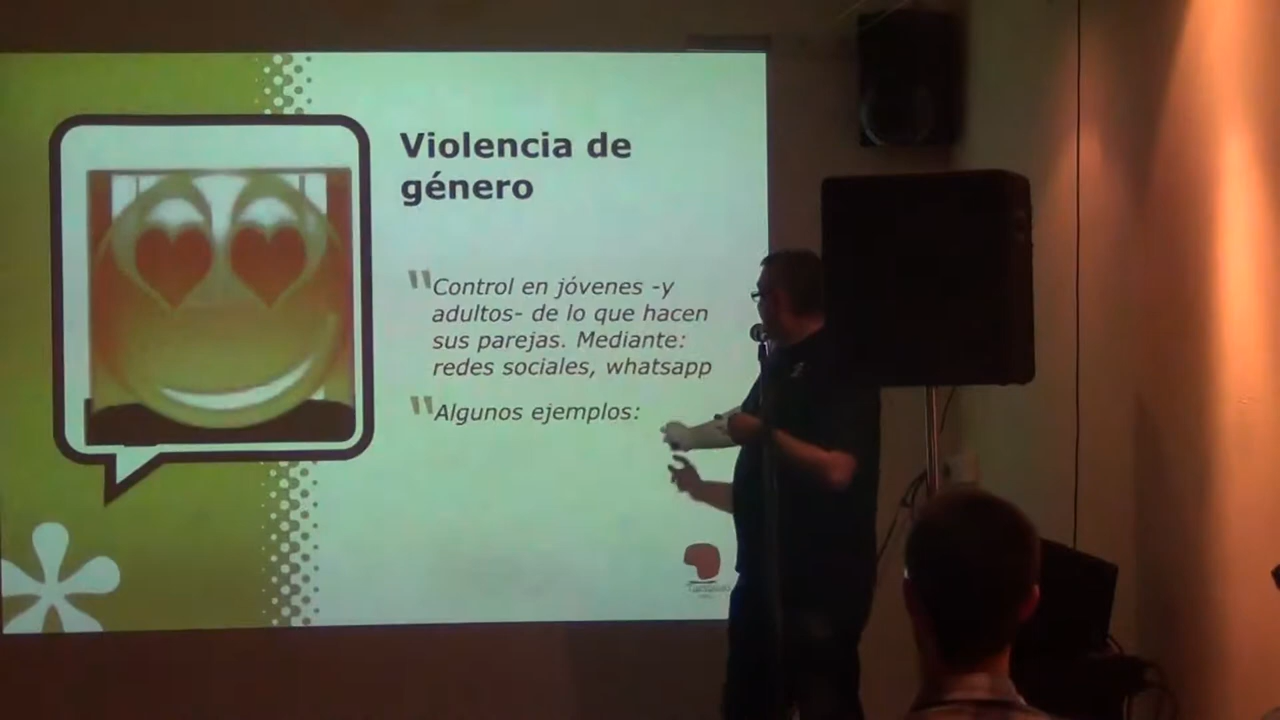 Violencia de
género
"Control en jóvenes -y
adultos- de lo que hacen
sus parejas. Mediante:
redes sociales, whatsapp
"Algunos ejemplos: